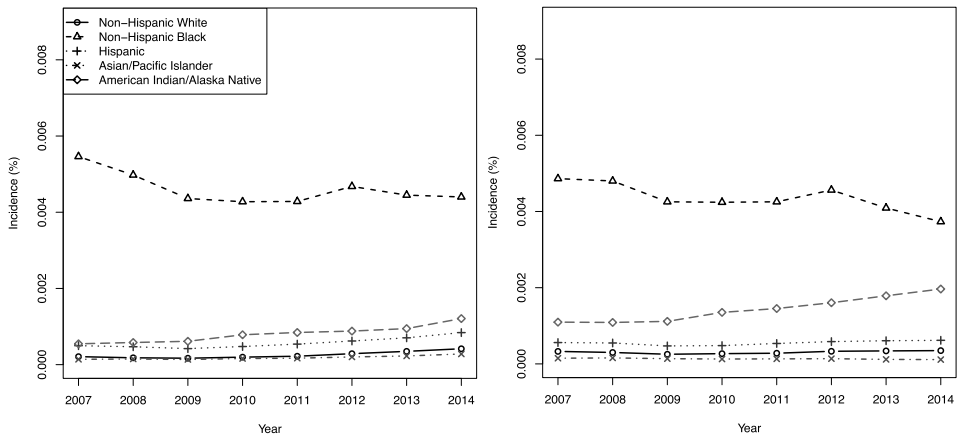 Non-Hispanic White
Non-Hispanic Black
Hispanic
Asian/Pacific Islander
American Indian/Alaska Native
Incidence (%)
0.008
0.006
0.004
0.002
0.000
2007 2008 2009 2010 2011 2012 2013 2014
Year
Incidence (%)
0.008
0.006
0.004
0.002
0.000
2007 2008 2009 2010 2011 2012 2013 2014
Year